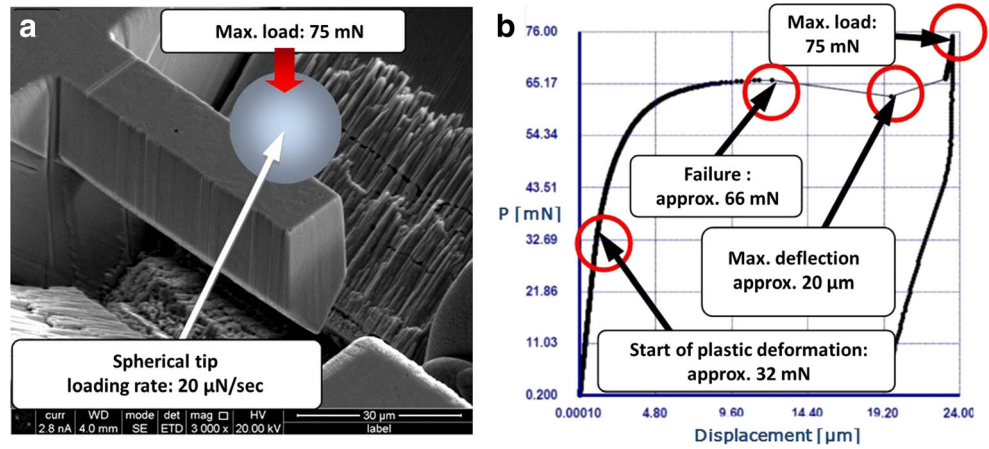 a
Max. load: 75 mN
Spherical tip
loading rate: 20 µN/sec
curr WD mode det mag HV
2.8 nA 4.0 mm SE ETD 3 000 x 20.00 kV
30 µm
label
b
76.00
65.17
54.34
43.51
32.69
21.86
11.03
0.200
P [mN]
Max. load:
75 mN
Failure :
approx. 66 mN
Max. deflection
approx. 20 µm
Start of plastic deformation:
approx. 32 mN
0.00010 4.80 9.60 14.40 19.20 24.00
Displacement [µm]